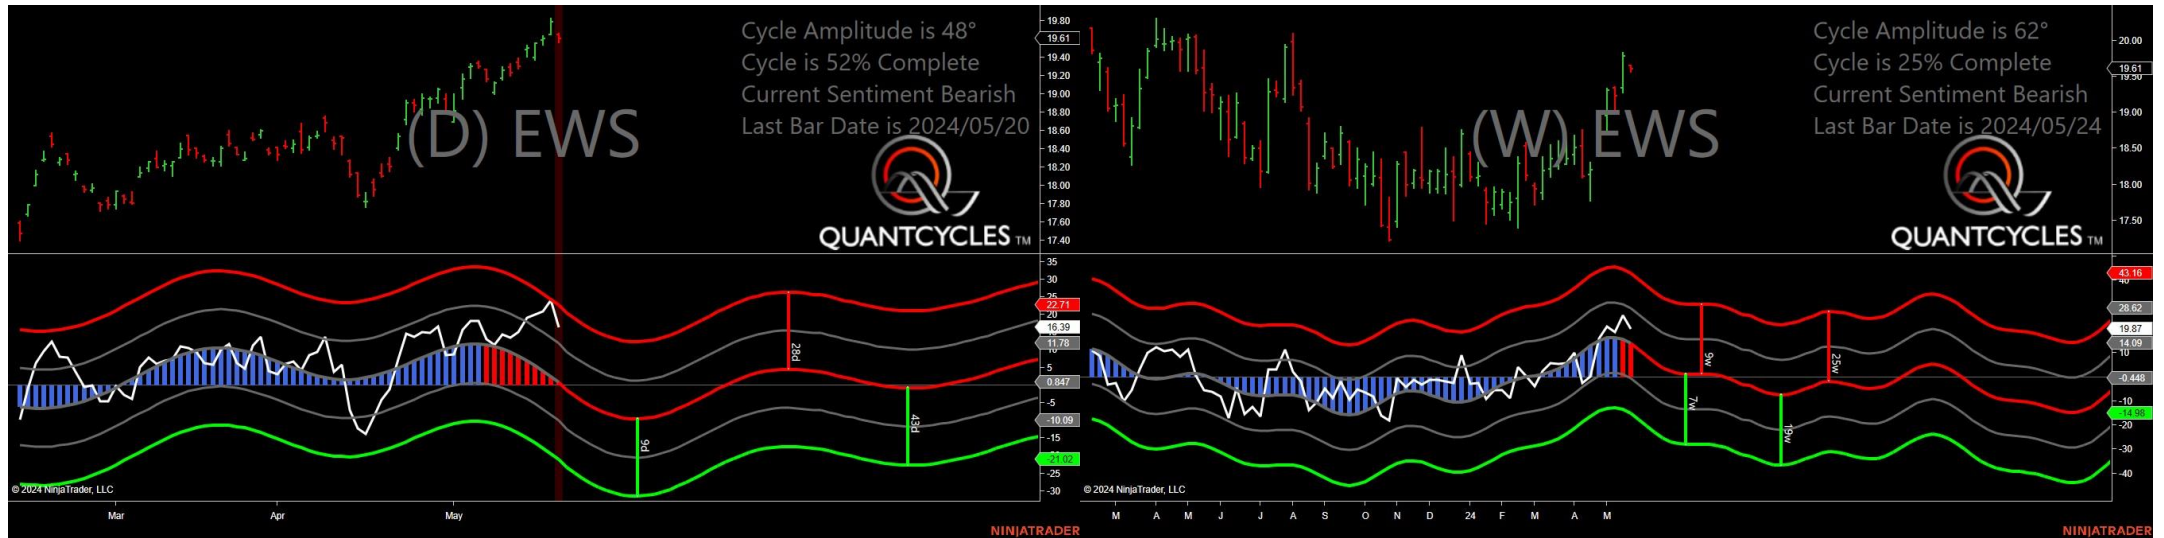 Cycle Amplitude is 48°
Cycle is 52% Complete
Current Sentiment Bearish
Last Bar Date is 2024/05/20
(D) EWS
QUANTCYCLES TM
19.80
19.61
19.40
19.20
19.00
18.80
18.60
18.40
18.20
18.00
17.80
17.60
17.40
35
30
25
22.71
20
16.39
11.78
10
5
0.847
-5
-10.09
-15
-21.02
-25
-30
28d
43d
9d
© 2024 NinjaTrader, LLC
Mar
Apr
May
NINJATRADER
Cycle Amplitude is 62°
Cycle is 25% Complete
Current Sentiment Bearish
Last Bar Date is 2024/05/24
(W) EWS
QUANTCYCLES TM
20.00
19.61
19.50
19.00
18.50
18.00
17.50
43.16
40
28.62
19.87
14.09
10
-0.448
-10
-14.98
-20
-30
-40
9w
25w
7w
19w
© 2024 NinjaTrader, LLC
M A M J J A S O N D 24 F M A M
NINJATRADER